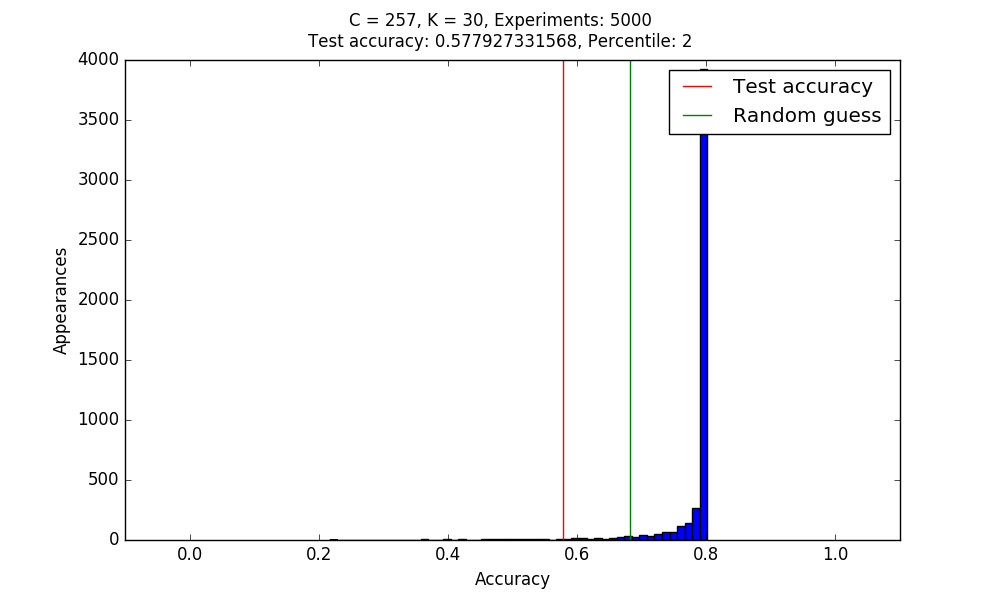 C = 257, K = 30, Experiments: 5000
Test accuracy: 0.577927331568, Percentile: 2
4000
3500
3000
2500
2000
1500
1000
500
0
Appearances
Test accuracy
Random guess
0.0 0.2 0.4 0.6 0.8 1.0
Accuracy